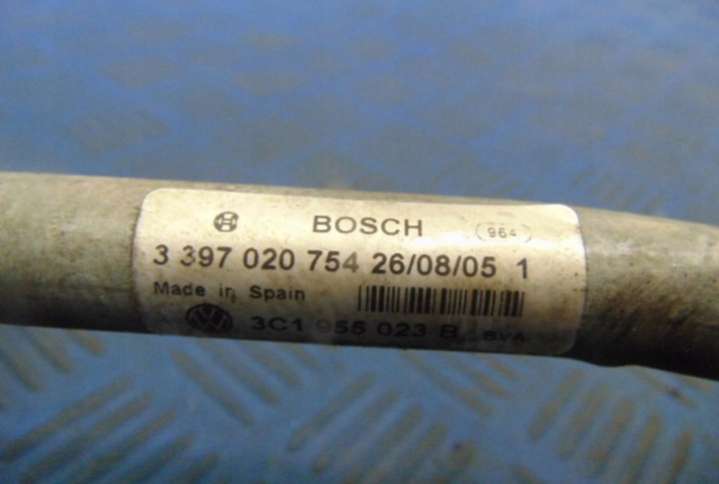 BOSCH (964)
3 397 020 754 26/08/05 1
Made in Spain
3C1 955 023 B